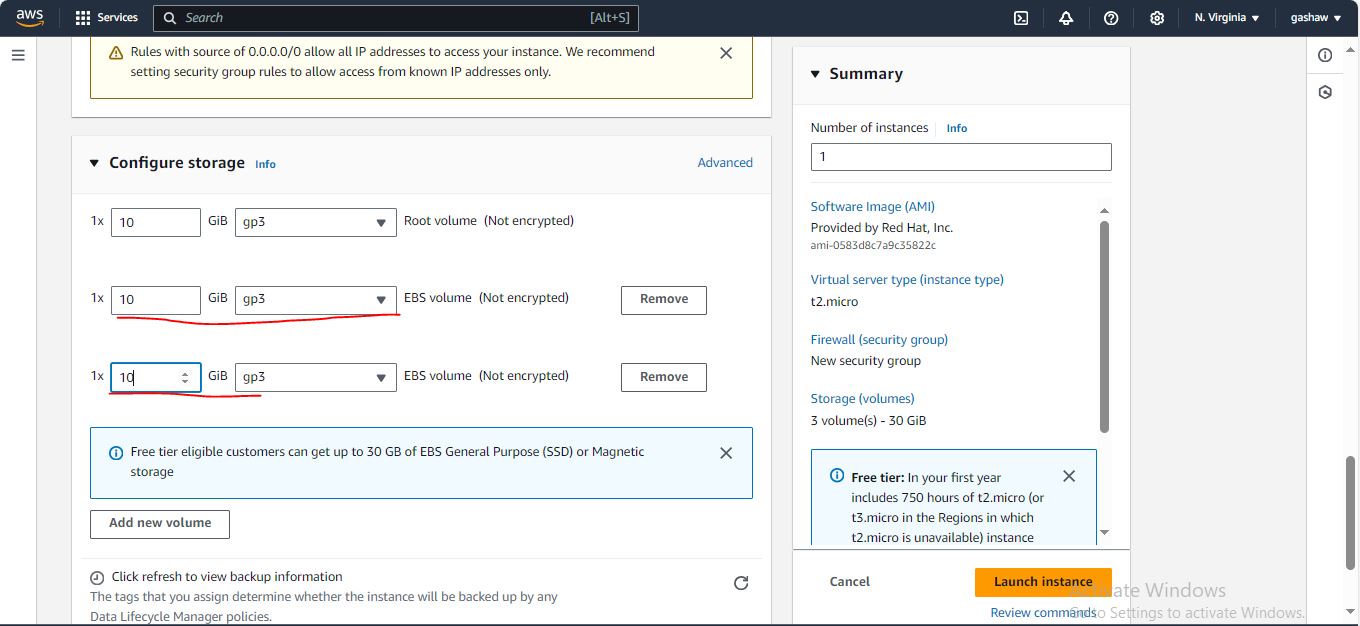 aws
Services
Search [Alt+S]
N. Virginia
gashaw
Rules with source of 0.0.0.0/0 allow all IP addresses to access your instance. We recommend
setting security group rules to allow access from known IP addresses only.
Configure storage Info Advanced
1x 10 GiB gp3 Root volume (Not encrypted)
1x 10 GiB gp3 EBS volume (Not encrypted) Remove
1x 10 GiB gp3 EBS volume (Not encrypted) Remove
Free tier eligible customers can get up to 30 GB of EBS General Purpose (SSD) or Magnetic
storage
Add new volume
Click refresh to view backup information
The tags that you assign determine whether the instance will be backed up by any
Data Lifecycle Manager policies.
Summary
Number of instances Info
1
Software Image (AMI)
Provided by Red Hat, Inc.
ami-0583d8c7a9c35822c
Virtual server type (instance type)
t2.micro
Firewall (security group)
New security group
Storage (volumes)
3 volume(s) - 30 GiB
Free tier: In your first year
includes 750 hours of t2.micro (or
t3.micro in the Regions in which
t2.micro is unavailable) instance
Cancel
Launch instance
Review commands
Windows
to Settings to activate Windows.